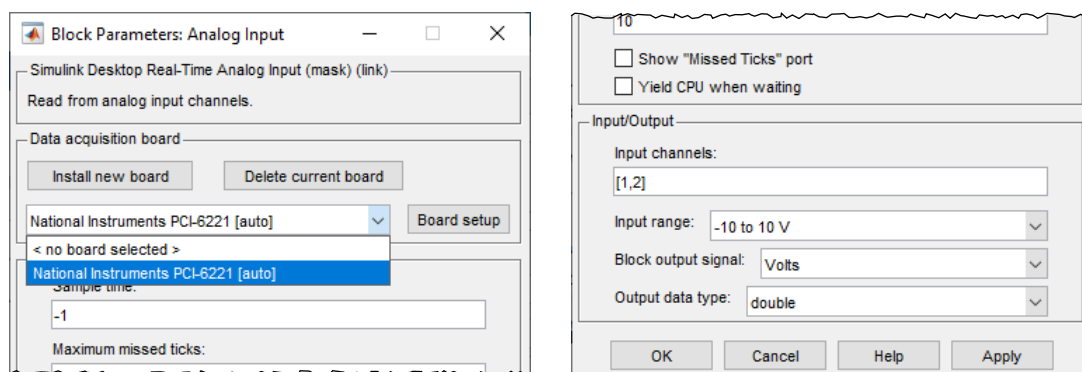 Block Parameters: Analog Input
Simulink Desktop Real-Time Analog Input (mask) (link)
Read from analog input channels.
Data acquisition board
Install new board
Delete current board
National Instruments PCI-6221 [auto]
Board setup
< no board selected >
National Instruments PCI-6221 [auto]
Sample time:
-1
Maximum missed ticks:
10
Show "Missed Ticks" port
Yield CPU when waiting
Input/Output
Input channels:
[1,2]
Input range: -10 to 10 V
Block output signal: Volts
Output data type: double
OK Cancel Help Apply